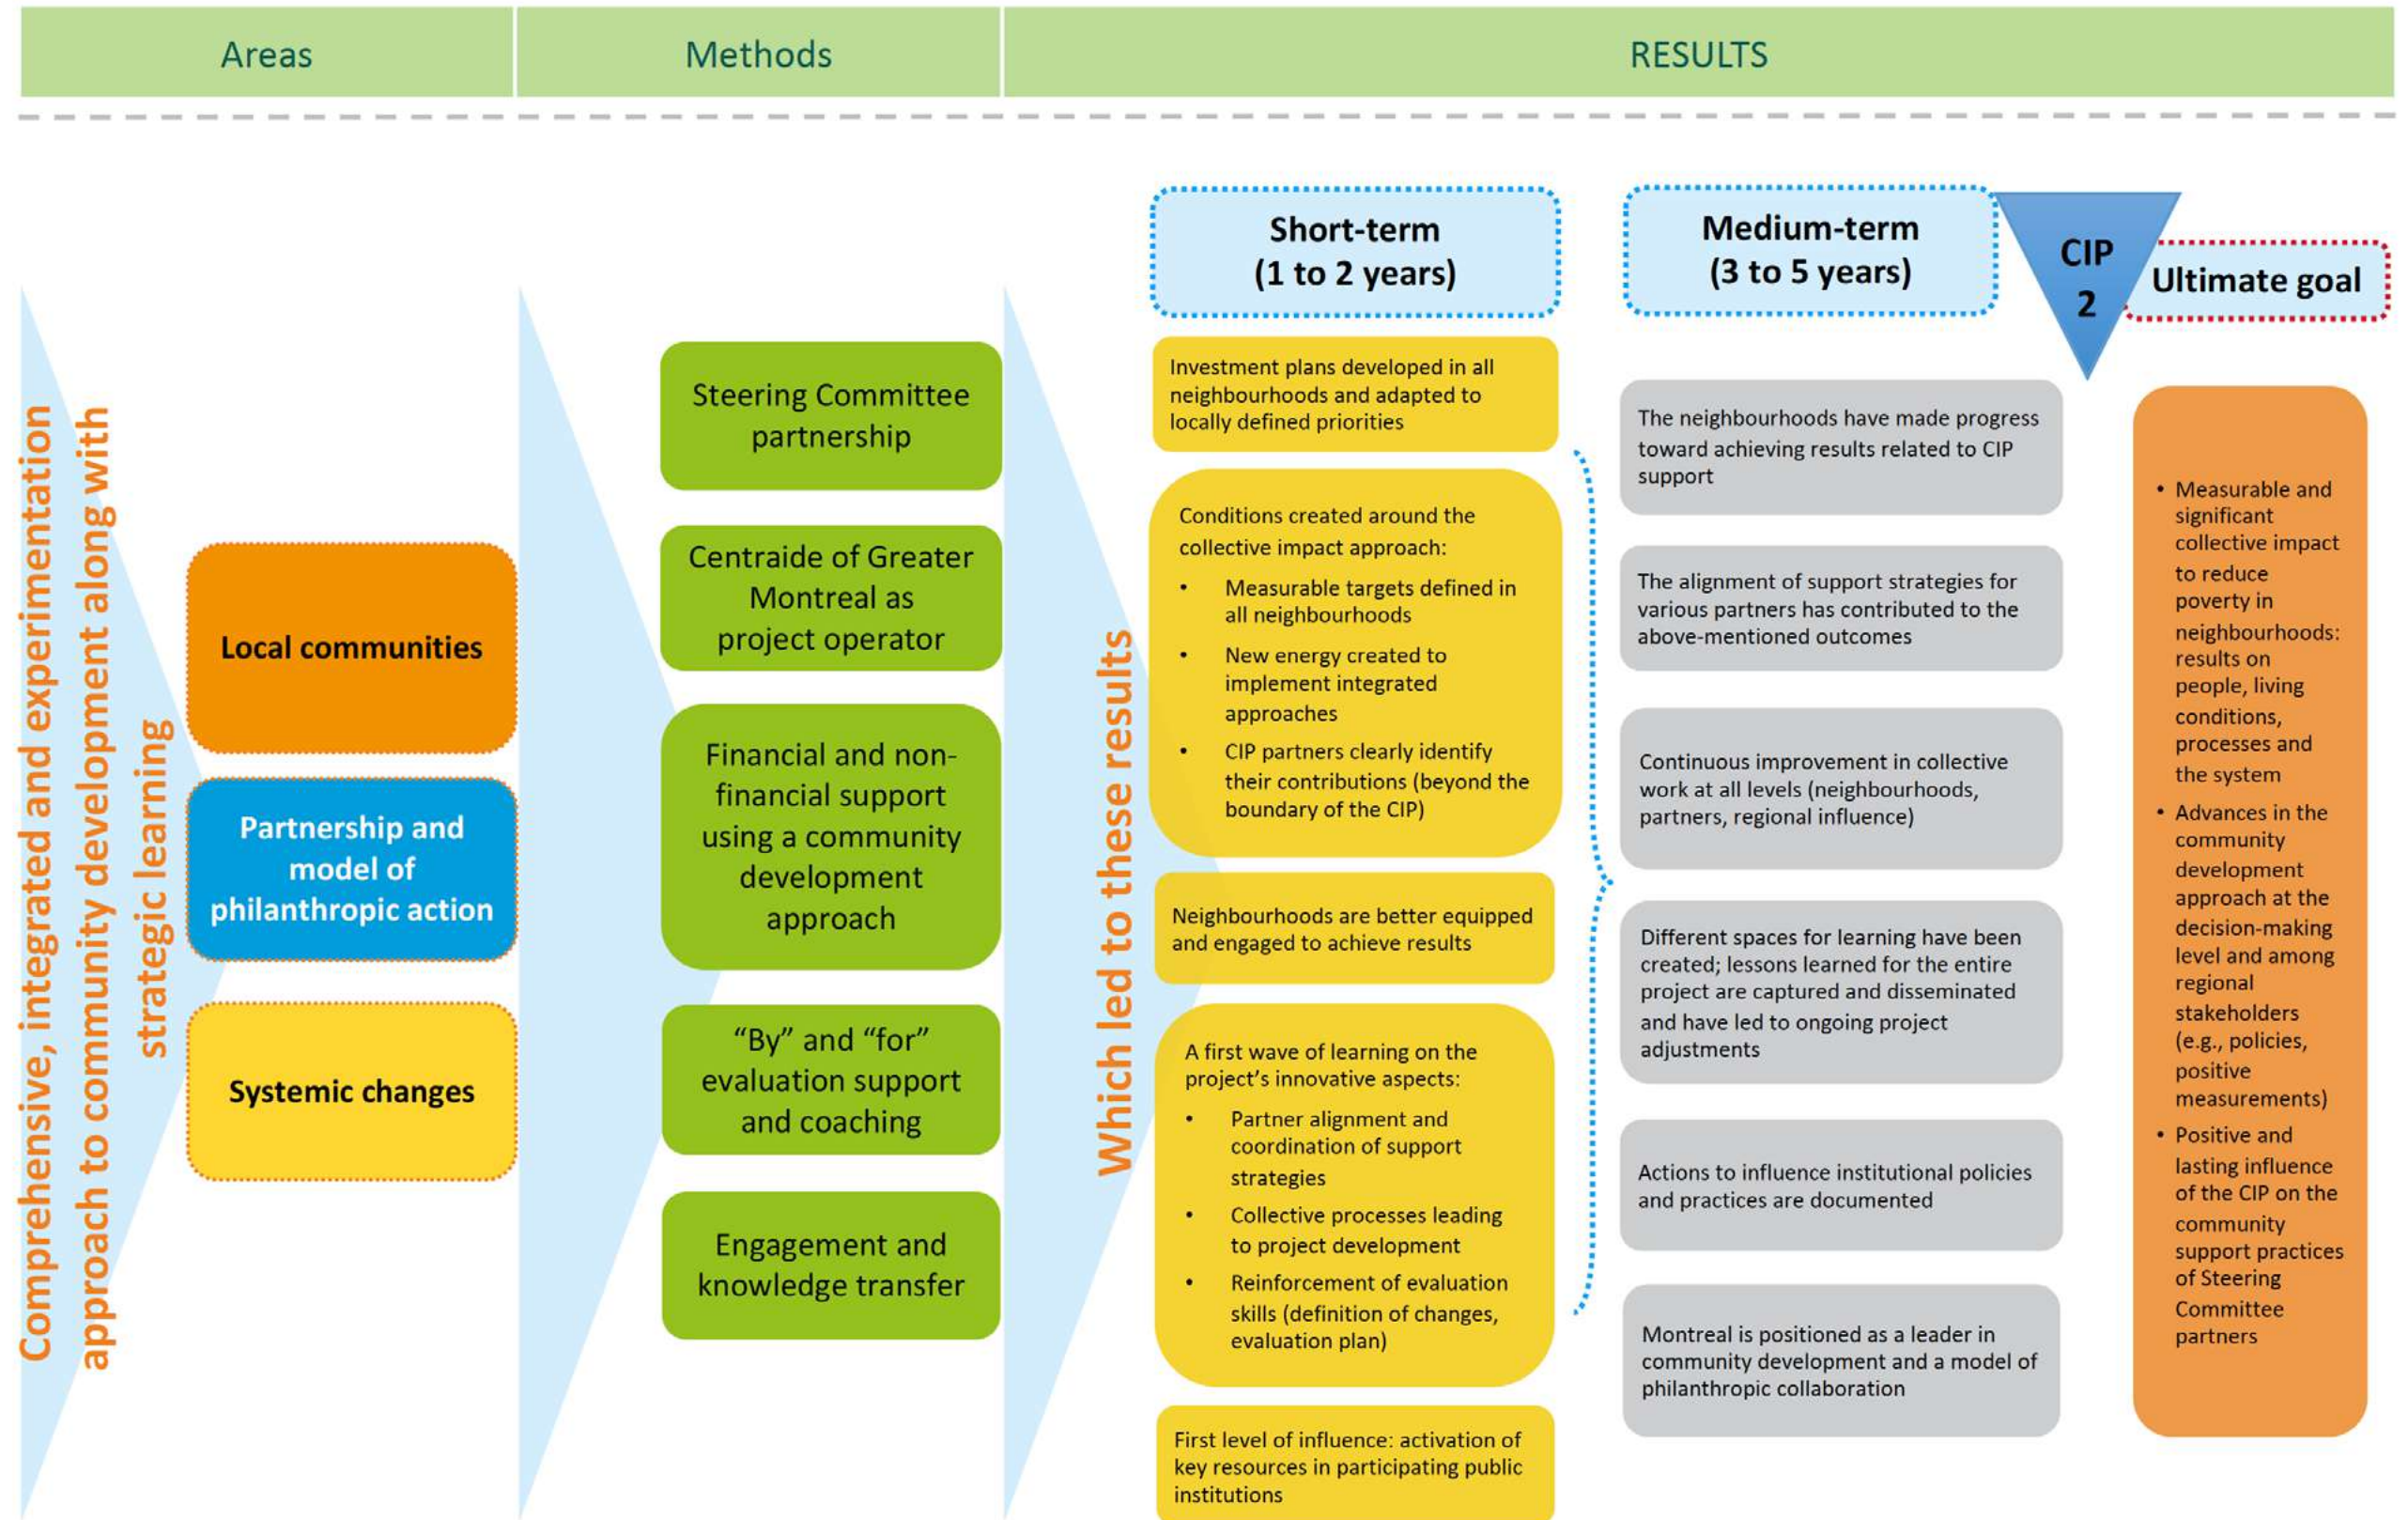 Areas
Methods
RESULTS
Comprehensive, integrated and experimentation
approach to community development along with
strategic learning
Local communities
Partnership and
model of
philanthropic action
Systemic changes
Steering Committee
partnership
Centraide of Greater
Montreal as
project operator
Financial and non-
financial support
using a community
development
approach
“By” and “for”
evaluation support
and coaching
Engagement and
knowledge transfer
Which led to these results
Short-term
(1 to 2 years)
Investment plans developed in all
neighbourhoods and adapted to
locally defined priorities
Conditions created around the
collective impact approach:
• Measurable targets defined in
all neighbourhoods
• New energy created to
implement integrated
approaches
• CIP partners clearly identify
their contributions (beyond the
boundary of the CIP)
Neighbourhoods are better equipped
and engaged to achieve results
A first wave of learning on the
project’s innovative aspects:
• Partner alignment and
coordination of support
strategies
• Collective processes leading
to project development
• Reinforcement of evaluation
skills (definition of changes,
evaluation plan)
First level of influence: activation of
key resources in participating public
institutions
Medium-term
(3 to 5 years)
The neighbourhoods have made progress
toward achieving results related to CIP
support
The alignment of support strategies for
various partners has contributed to the
above-mentioned outcomes
Continuous improvement in collective
work at all levels (neighbourhoods,
partners, regional influence)
Different spaces for learning have been
created; lessons learned for the entire
project are captured and disseminated
and have led to ongoing project
adjustments
Actions to influence institutional policies
and practices are documented
Montreal is positioned as a leader in
community development and a model of
philanthropic collaboration
CIP
2
Ultimate goal
• Measurable and
significant
collective impact
to reduce
poverty in
neighbourhoods:
results on
people, living
conditions,
processes and
the system
• Advances in the
community
development
approach at the
decision-making
level and among
regional
stakeholders
(e.g., policies,
positive
measurements)
• Positive and
lasting influence
of the CIP on the
community
support practices
of Steering
Committee
partners